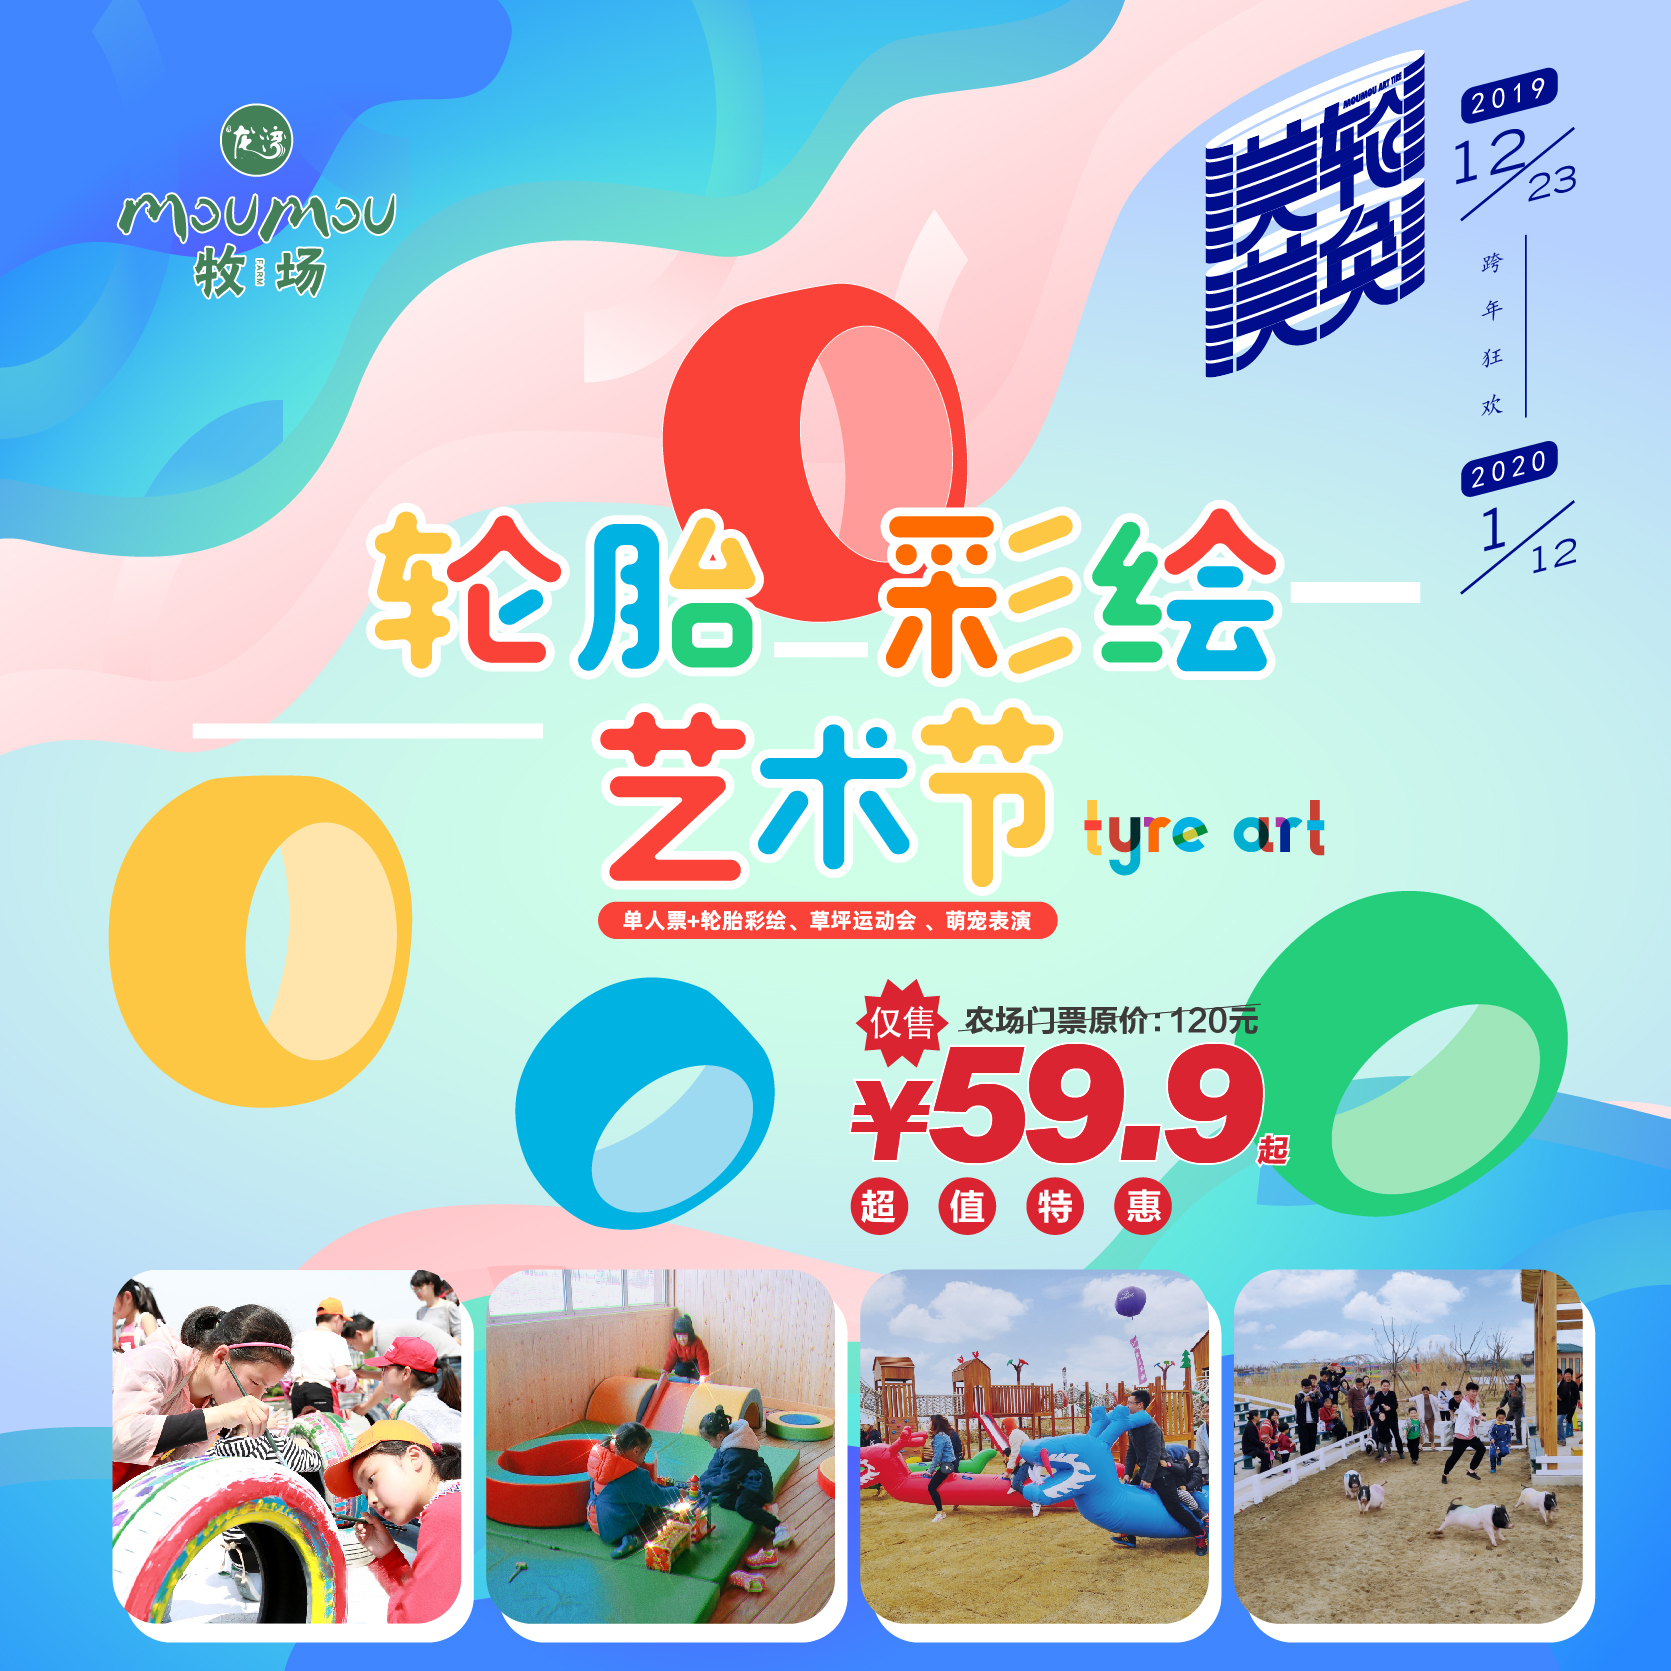 龙湾
moumou
牧场
FARM
MOUMOU ART TIRE
美轮
美奂
2019
12/23
跨年狂欢
2020
1/12
轮胎彩绘
艺术节
tyre art
单人票+轮胎彩绘、草坪运动会、萌宠表演
仅售
农场门票原价:120元
¥59.9起
超值特惠